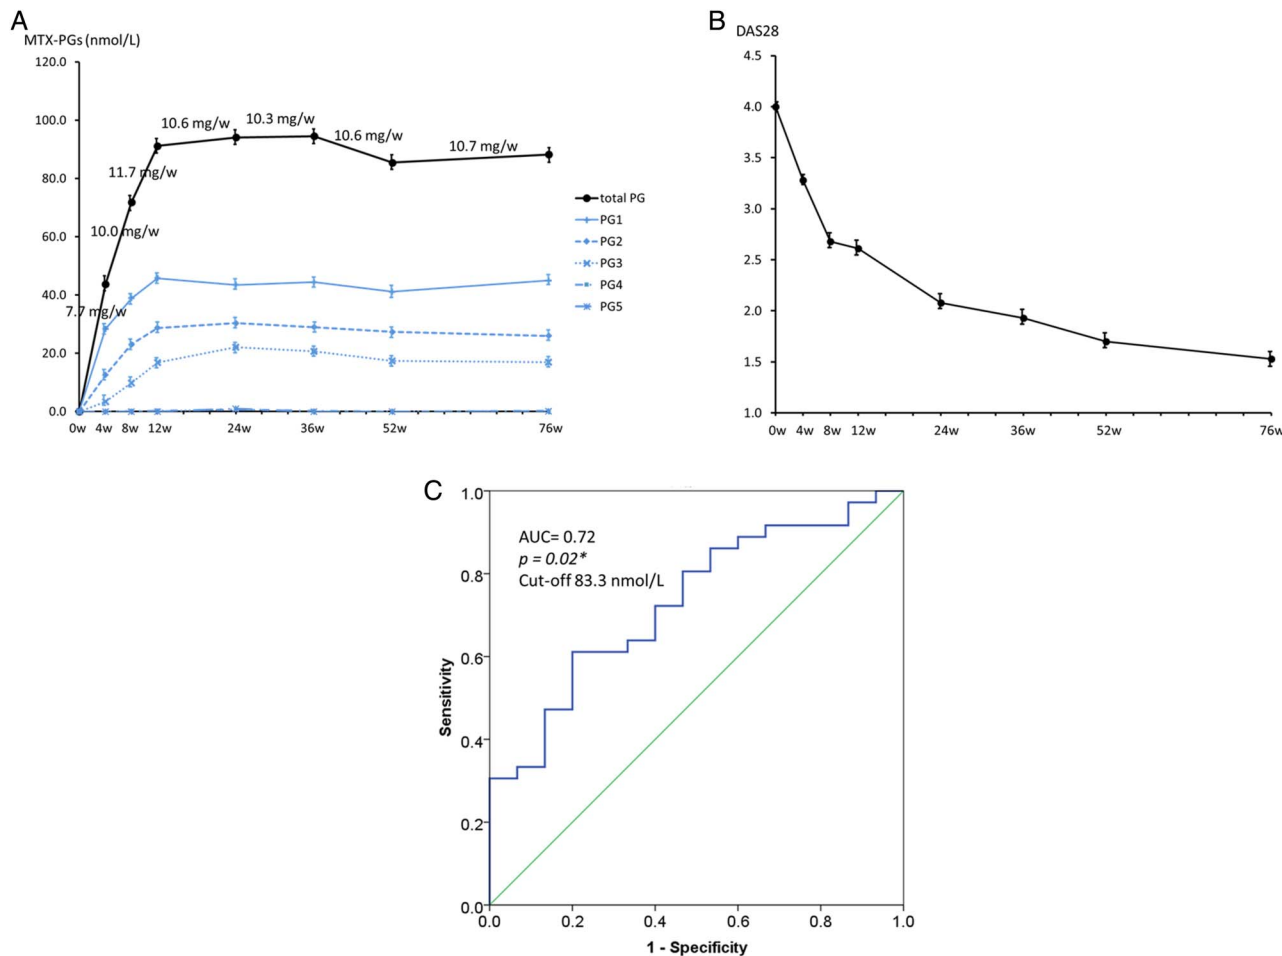 A
MTX-PGs (nmol/L)
120.0
100.0
80.0
60.0
40.0
20.0
0.0
7.7 mg/w
10.0 mg/w
11.7 mg/w
10.6 mg/w
10.3 mg/w
10.6 mg/w
10.7 mg/w
0w 4w 8w 12w 24w 36w 52w 76w
total PG
PG1
PG2
PG3
PG4
PG5
B
DAS28
4.5
4.0
3.5
3.0
2.5
2.0
1.5
1.0
0w 4w 8w 12w 24w 36w 52w 76w
C
AUC= 0.72
p = 0.02*
Cut-off 83.3 nmol/L
Sensitivity
1.0
0.8
0.6
0.4
0.2
0.0
0.0 0.2 0.4 0.6 0.8 1.0
1 - Specificity